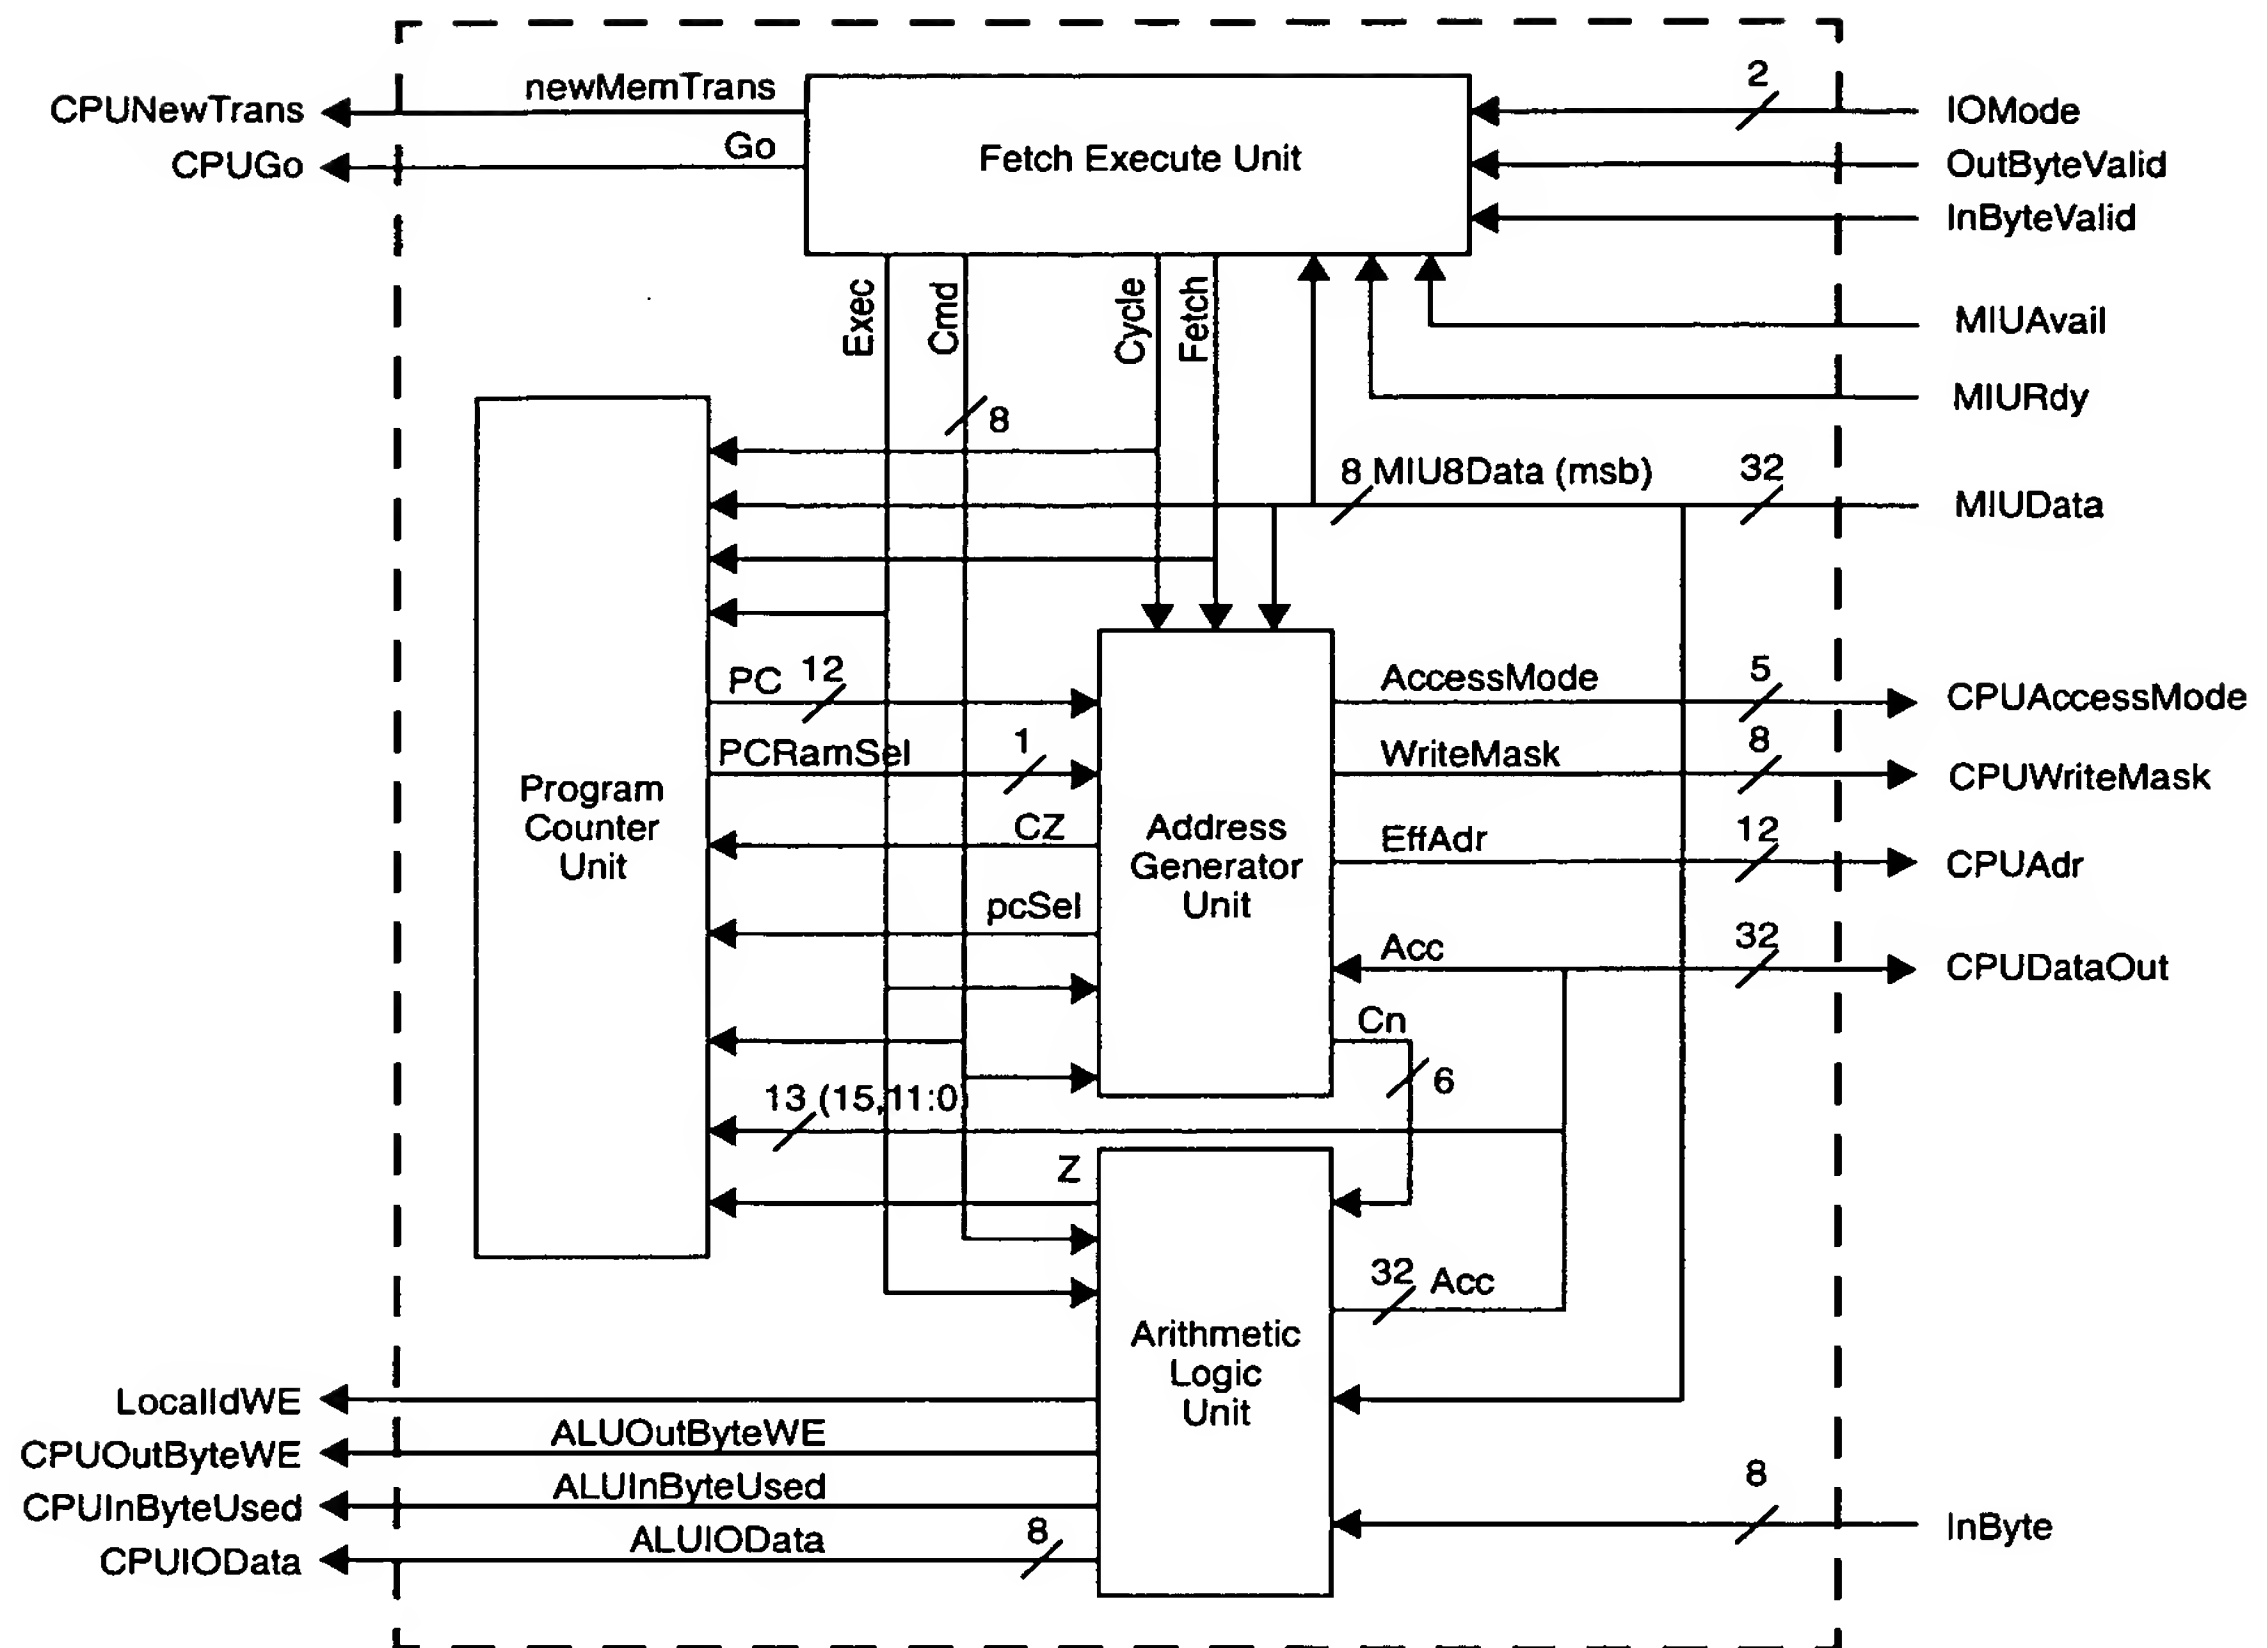 newMemTrans
2
CPUNewTrans
IOMode
Go
Fetch Execute Unit
CPUGo
OutByteValid
InByteValid
Exec
Cmd
Cycle
Fetch
MIUAvail
MIURdy
8
8 MIU8Data (msb)
32
MIUData
PC 12
AccessMode
5
CPUAccessMode
PCRamSel
1
WriteMask
8
CPUWriteMask
Program
Counter
Unit
CZ
Address
Generator
Unit
EffAdr
12
CPUAdr
pcSel
Acc
32
CPUDataOut
Cn
6
13 (15,11:0)
Z
32 Acc
Arithmetic
Logic
Unit
LocalIdWE
ALUOutByteWE
CPUOutByteWE
ALUInByteUsed
CPUInByteUsed
8
InByte
ALUIOData
8
CPUIOData